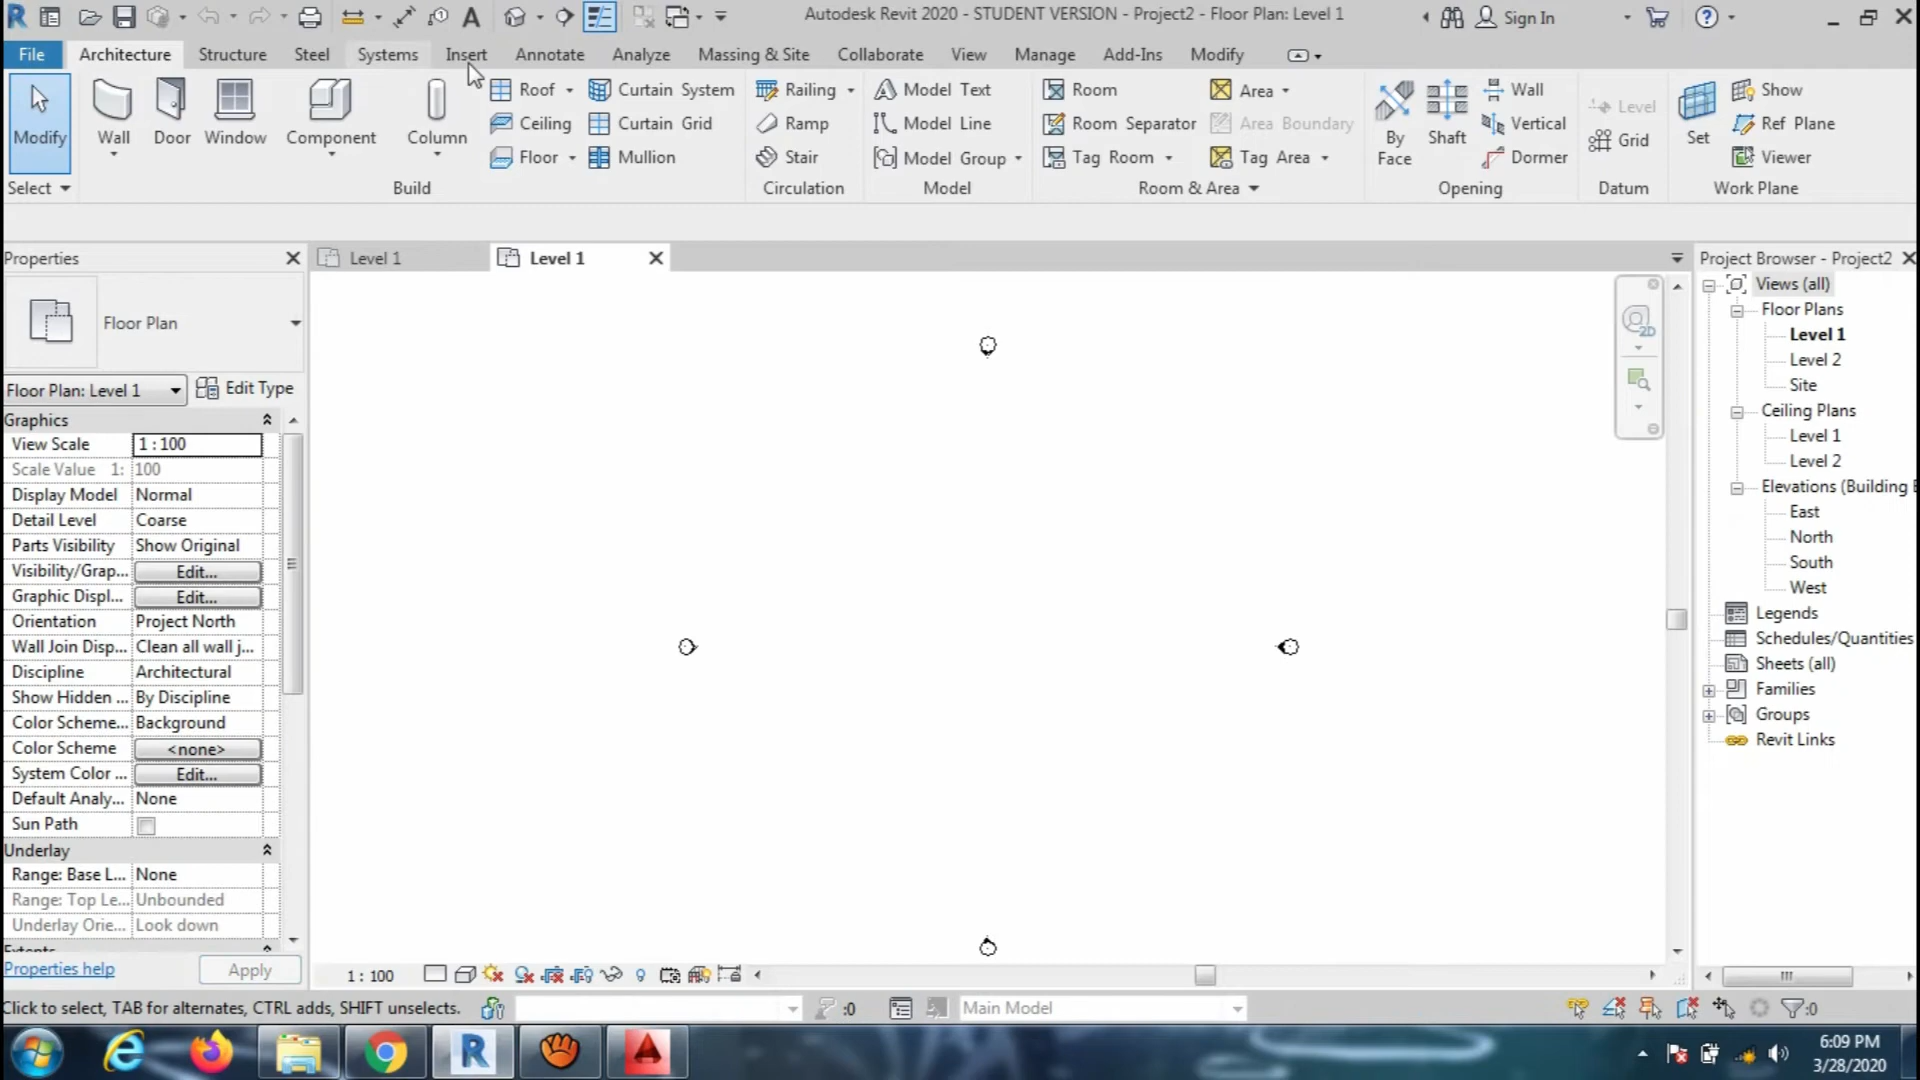 Autodesk Revit 2020 - STUDENT VERSION - Project2 - Floor Plan: Level 1
Sign In
File Architecture Structure Steel Systems Insert Annotate Analyze Massing & Site Collaborate View Manage Add-Ins Modify
Modify Wall Door Window Component Column
Roof Curtain System Railing Model Text Room Area Wall Show
Ceiling Curtain Grid Ramp Model Line Room Separator Area Boundary Vertical Level Ref Plane
Floor Mullion Stair Model Group Tag Room Tag Area By Face Shaft Dormer Grid Set Viewer
Select Build Circulation Model Room & Area Opening Datum Work Plane
Properties
Level 1
Level 1
Project Browser - Project2
Floor Plan
Floor Plan: Level 1 Edit Type
Graphics
View Scale 1 : 100
Scale Value 1: 100
Display Model Normal
Detail Level Coarse
Parts Visibility Show Original
Visibility/Grap... Edit...
Graphic Displ... Edit...
Orientation Project North
Wall Join Disp... Clean all wall j...
Discipline Architectural
Show Hidden ... By Discipline
Color Scheme... Background
Color Scheme <none>
System Color ... Edit...
Default Analy... None
Sun Path
Underlay
Range: Base L... None
Range: Top Le... Unbounded
Underlay Orie... Look down
Extents
Properties help Apply
2D
Views (all)
Floor Plans
Level 1
Level 2
Site
Ceiling Plans
Level 1
Level 2
Elevations (Building
East
North
South
West
Legends
Schedules/Quantities
Sheets (all)
Families
Groups
Revit Links
1 : 100
Click to select, TAB for alternates, CTRL adds, SHIFT unselects.
:0
Main Model
:0
6:09 PM
3/28/2020